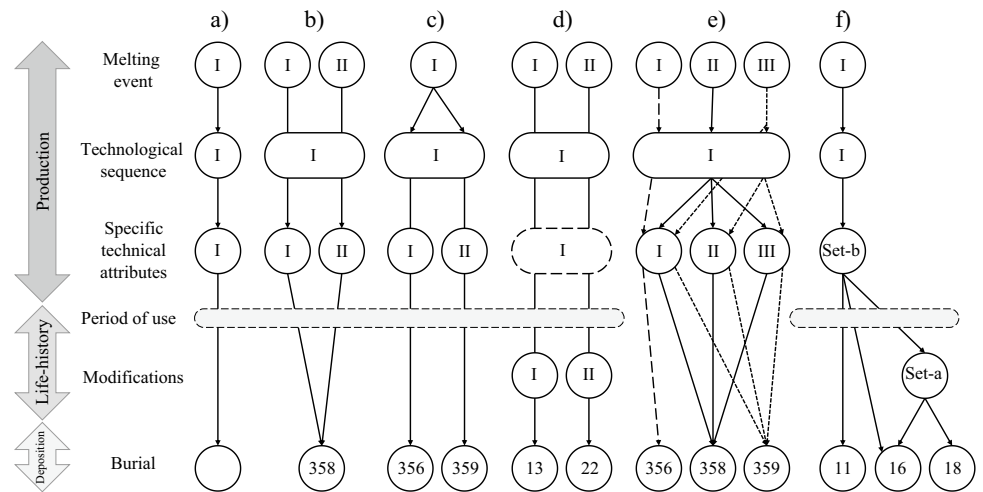 a) b) c) d) e) f)
Melting
event
I I II I I II I II III I
Technological
sequence
I I I I I I
Specific
technical
attributes
I I II I II I I II III Set-b
Period of use
Modifications
I II Set-a
Burial
358 356 359 13 22 356 358 359 11 16 18
Production
Life-history
Deposition